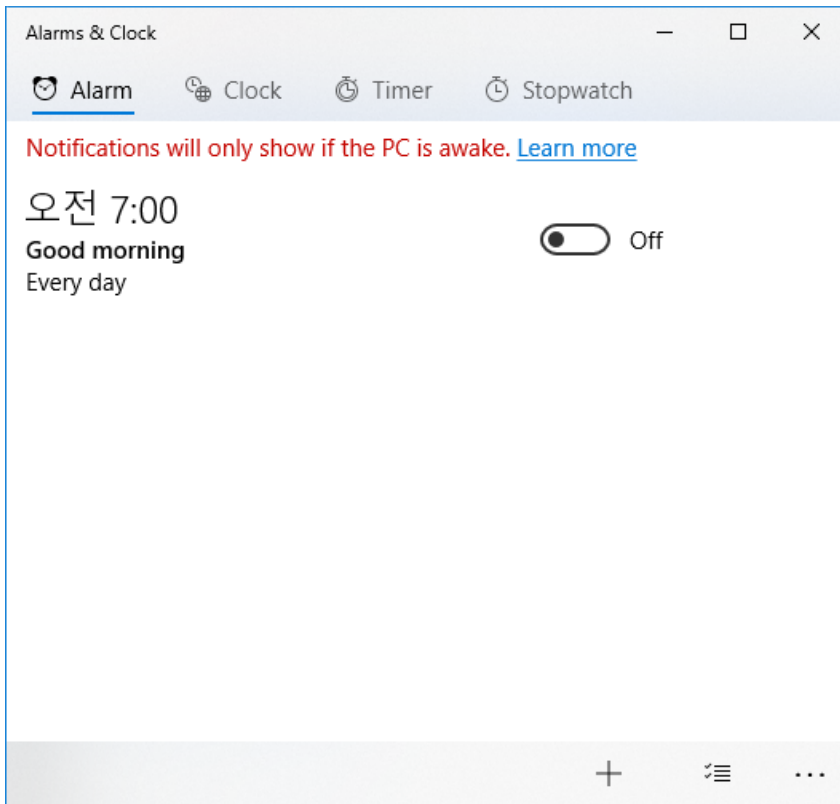 Alarms & Clock
Alarm Clock Timer Stopwatch
Notifications will only show if the PC is awake. Learn more
오전 7:00
Good morning
Off
Every day